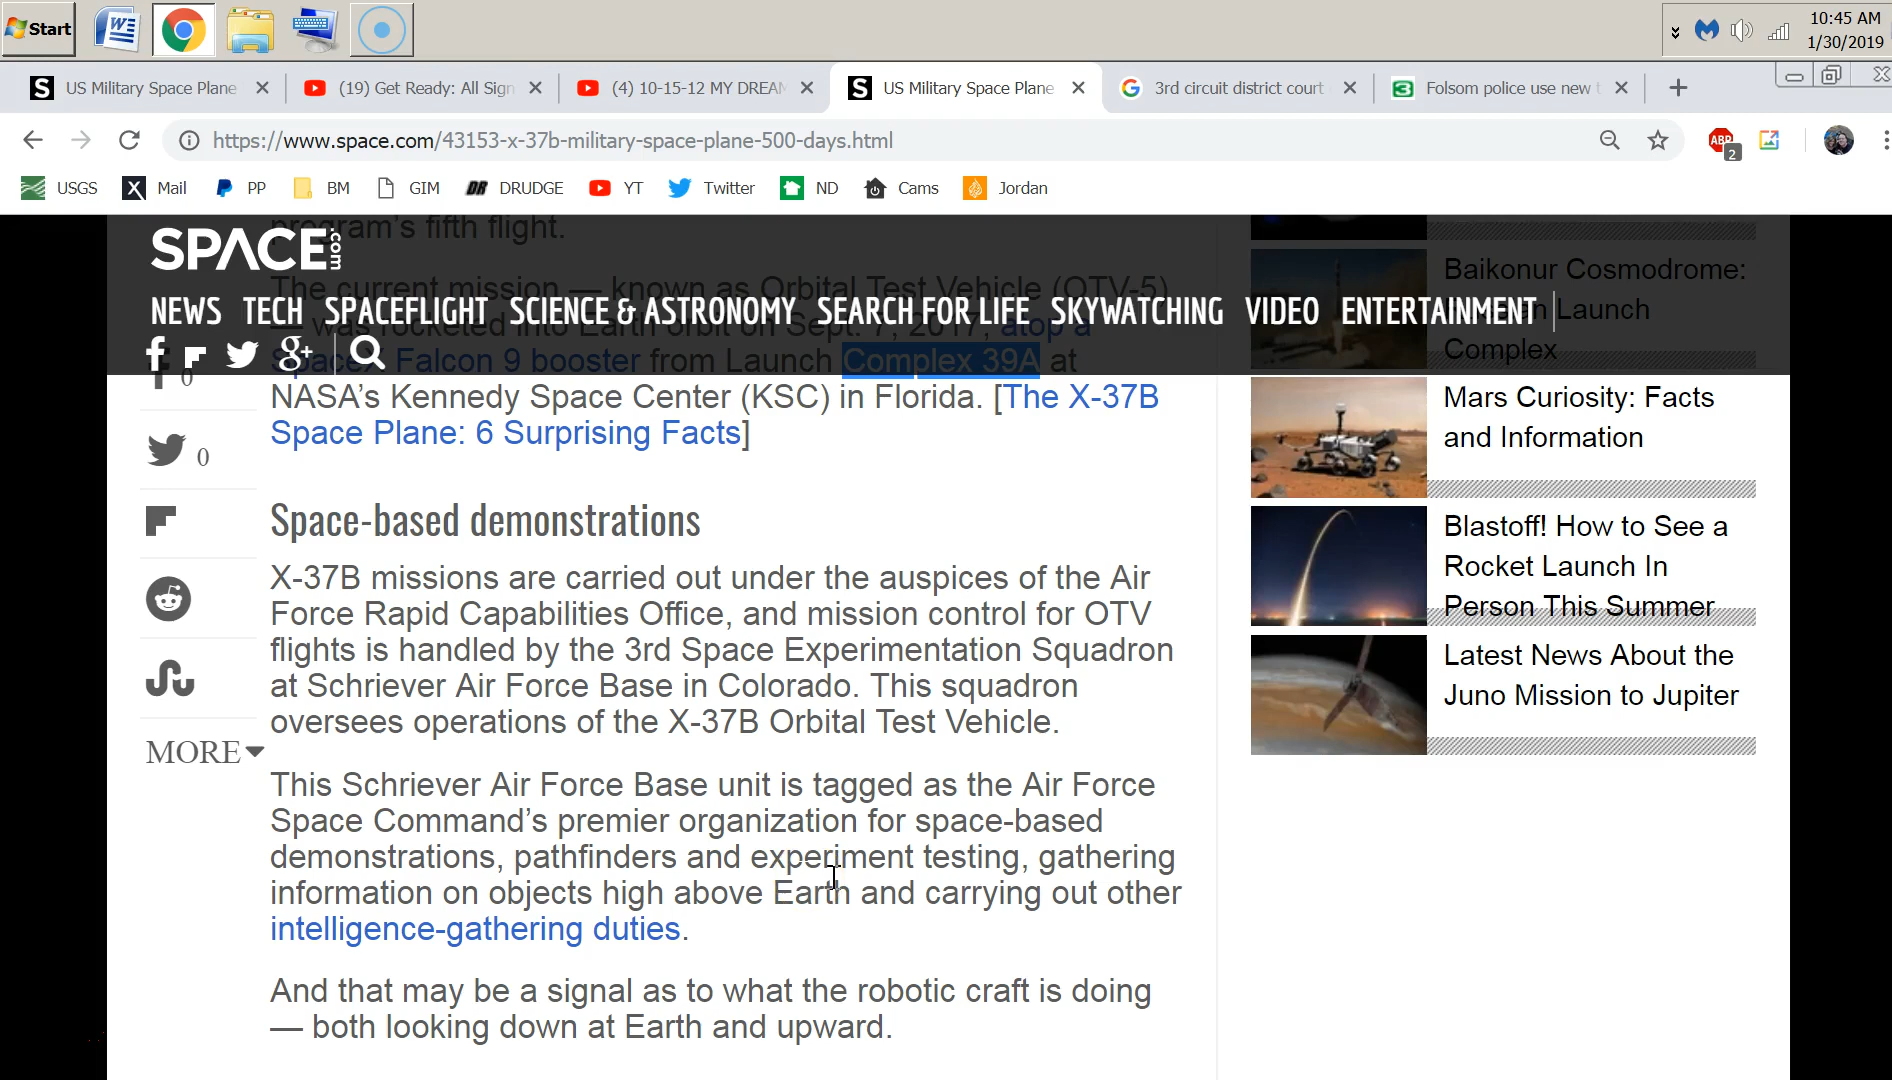 Start
10:45 AM
1/30/2019
US Military Space Plane
(19) Get Ready: All Sign
(4) 10-15-12 MY DREAM
US Military Space Plane
3rd circuit district court
Folsom police use new t
https://www.space.com/43153-x-37b-military-space-plane-500-days.html
ABP
2
USGS
X Mail
PP
BM
GIM
DR DRUDGE
YT
Twitter
ND
Cams
Jordan
program's fifth flight.
SPACE.com
The current mission — known as Orbital Test Vehicle (OTV-5)
NEWS TECH SPACEFLIGHT SCIENCE & ASTRONOMY SEARCH FOR LIFE SKYWATCHING VIDEO ENTERTAINMENT
— was rocketed into Earth orbit on Sept. 7, 2017, atop a
SpaceX Falcon 9 booster from Launch Complex 39A at
NASA's Kennedy Space Center (KSC) in Florida. [The X-37B
Space Plane: 6 Surprising Facts]
0
0
MORE
Space-based demonstrations
X-37B missions are carried out under the auspices of the Air
Force Rapid Capabilities Office, and mission control for OTV
flights is handled by the 3rd Space Experimentation Squadron
at Schriever Air Force Base in Colorado. This squadron
oversees operations of the X-37B Orbital Test Vehicle.
This Schriever Air Force Base unit is tagged as the Air Force
Space Command's premier organization for space-based
demonstrations, pathfinders and experiment testing, gathering
information on objects high above Earth and carrying out other
intelligence-gathering duties.
And that may be a signal as to what the robotic craft is doing
— both looking down at Earth and upward.
Baikonur Cosmodrome:
Launch
Complex
Mars Curiosity: Facts
and Information
Blastoff! How to See a
Rocket Launch In
Person This Summer
Latest News About the
Juno Mission to Jupiter